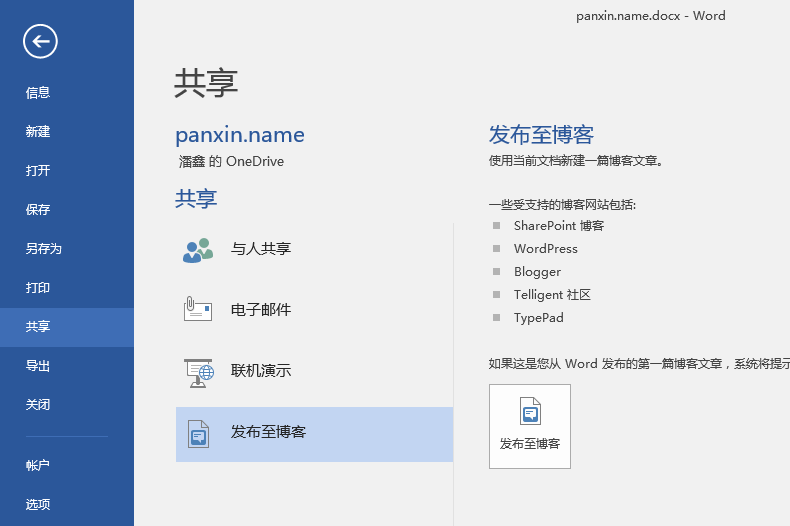 panxin.name.docx - Word
信息
新建
打开
保存
另存为
打印
共享
导出
关闭
帐户
选项
共享
panxin.name
潘鑫 的 OneDrive
共享
与人共享
电子邮件
联机演示
发布至博客
发布至博客
使用当前文档新建一篇博客文章。
一些受支持的博客网站包括:
SharePoint 博客
WordPress
Blogger
Telligent 社区
TypePad
如果这是您从 Word 发布的第一篇博客文章，系统将提示
发布至博客